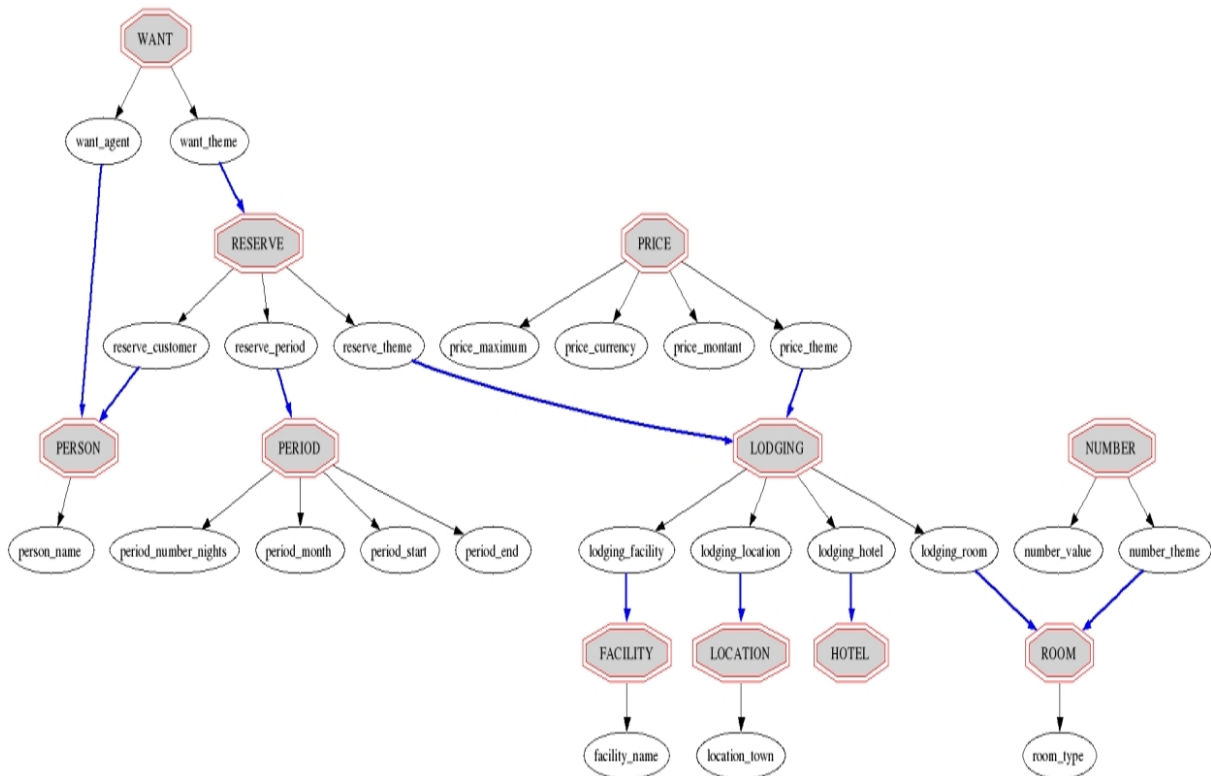 WANT
want_agent
want_theme
RESERVE
PRICE
reserve_customer
reserve_period
reserve_theme
price_maximum
price_currency
price_montant
price_theme
PERSON
PERIOD
LODGING
NUMBER
person_name
period_number_nights
period_month
period_start
period_end
lodging_facility
lodging_location
lodging_hotel
lodging_room
number_value
number_theme
FACILITY
LOCATION
HOTEL
ROOM
facility_name
location_town
room_type